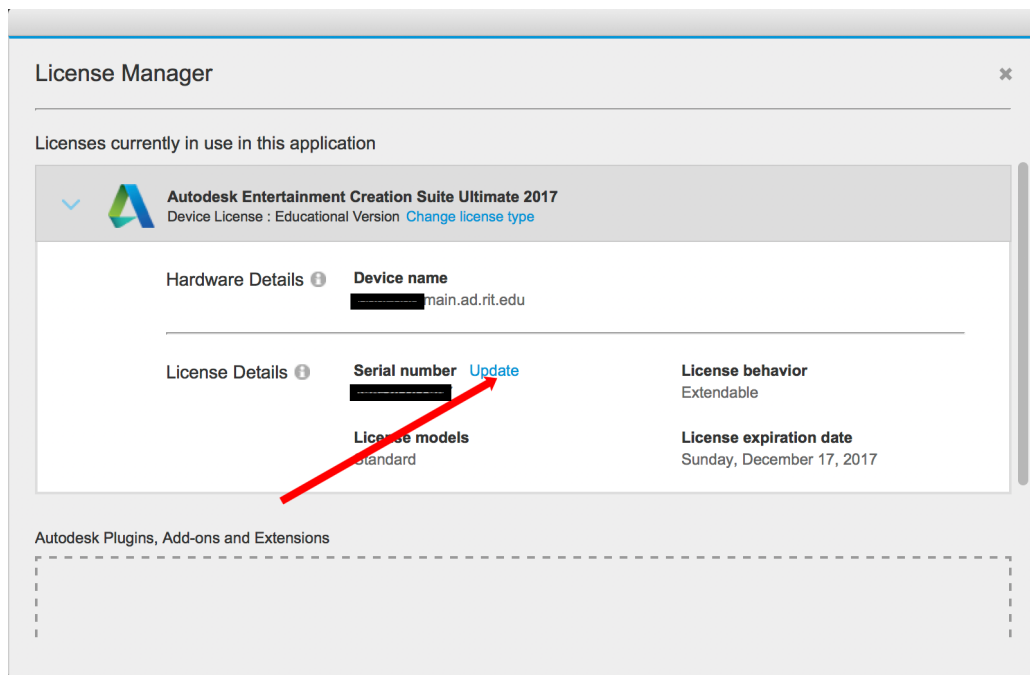 License Manager
Licenses currently in use in this application
Autodesk Entertainment Creation Suite Ultimate 2017
Device License : Educational Version Change license type
Hardware Details
Device name
main.ad.rit.edu
License Details
Serial number Update
License behavior
Extendable
License models
Standard
License expiration date
Sunday, December 17, 2017
Autodesk Plugins, Add-ons and Extensions